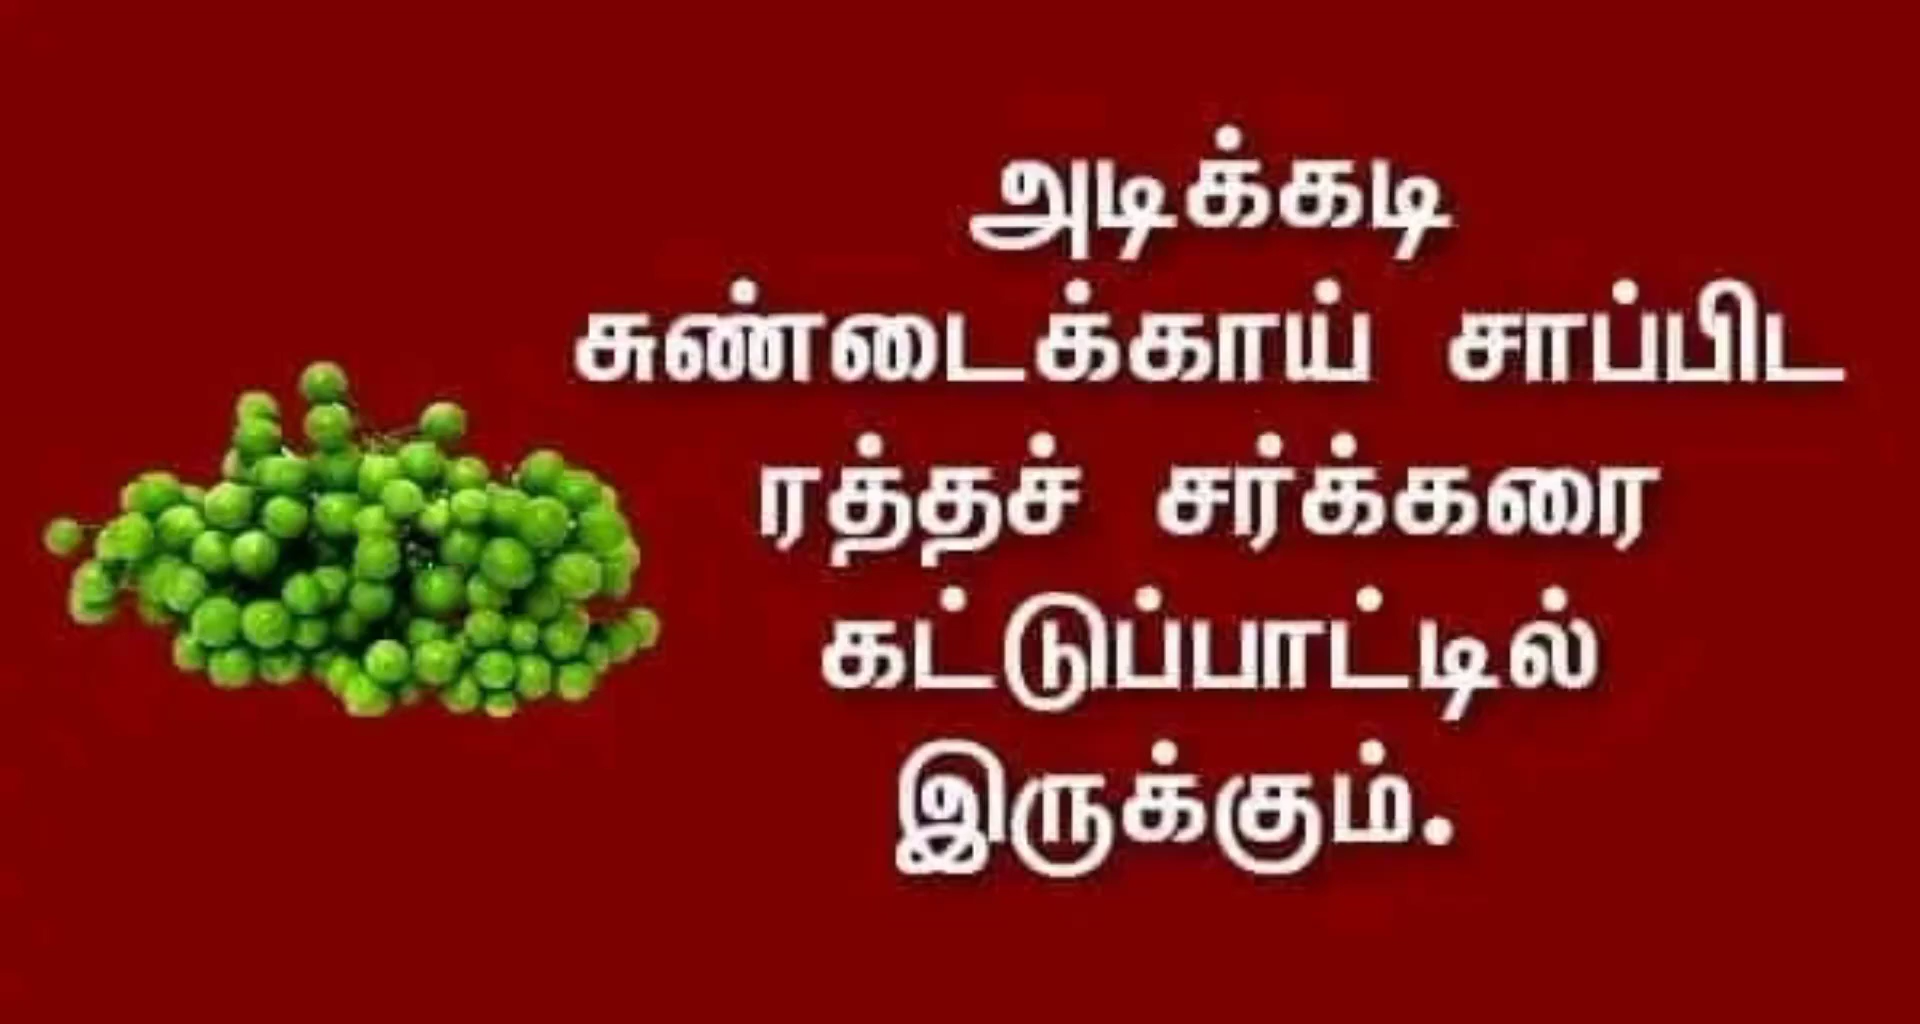 அடிக்கடி
சுண்டைக்காய் சாப்பிட
ரத்தச் சர்க்கரை
கட்டுப்பாட்டில்
இருக்கும்.